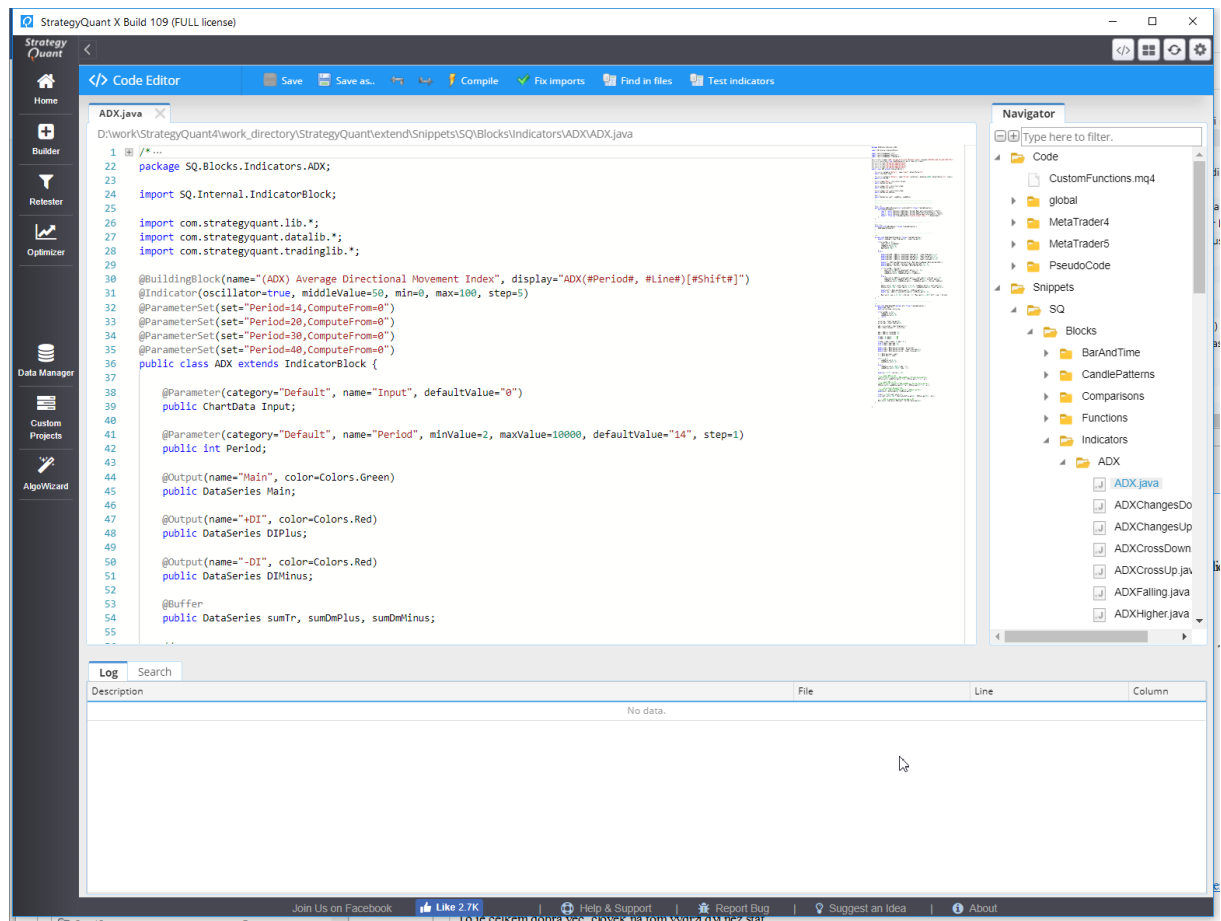 StrategyQuant X Build 109 (FULL license)
Strategy Quant
</> Code Editor
Save
Save as..
Compile
Fix imports
Find in files
Test indicators
Home
Builder
Retester
Optimizer
Data Manager
Custom Projects
AlgoWizard
ADX.java
D:\work\StrategyQuant4\work_directory\StrategyQuant\extend\Snippets\SQ\Blocks\Indicators\ADX\ADX.java
1 /* ...
22 package SQ.Blocks.Indicators.ADX;
23
24 import SQ.Internal.IndicatorBlock;
25
26 import com.strategyquant.lib.*;
27 import com.strategyquant.datalib.*;
28 import com.strategyquant.tradinglib.*;
29
30 @BuildingBlock(name="(ADX) Average Directional Movement Index", display="ADX(#Period#, #Line#)[#Shift#]")
31 @Indicator(oscillator=true, middleValue=50, min=0, max=100, step=5)
32 @ParameterSet(set="Period=14,ComputeFrom=0")
33 @ParameterSet(set="Period=20,ComputeFrom=0")
34 @ParameterSet(set="Period=30,ComputeFrom=0")
35 @ParameterSet(set="Period=40,ComputeFrom=0")
36 public class ADX extends IndicatorBlock {
37
38 @Parameter(category="Default", name="Input", defaultValue="0")
39 public ChartData Input;
40
41 @Parameter(category="Default", name="Period", minValue=2, maxValue=10000, defaultValue="14", step=1)
42 public int Period;
43
44 @Output(name="Main", color=Colors.Green)
45 public DataSeries Main;
46
47 @Output(name="+DI", color=Colors.Red)
48 public DataSeries DIPlus;
49
50 @Output(name="-DI", color=Colors.Red)
51 public DataSeries DIMinus;
52
53 @Buffer
54 public DataSeries sumTr, sumDmPlus, sumDmMinus;
55
Navigator
Type here to filter.
Code
CustomFunctions.mq4
global
MetaTrader4
MetaTrader5
PseudoCode
Snippets
SQ
Blocks
BarAndTime
CandlePatterns
Comparisons
Functions
Indicators
ADX
ADX.java
ADXChangesDo
ADXChangesUp
ADXCrossDown
ADXCrossUp.jav
ADXFalling.java
ADXHigher.java
Log
Search
Description
File
Line
Column
No data.
Join Us on Facebook
Like 2.7K
Help & Support
Report Bug
Suggest an Idea
About